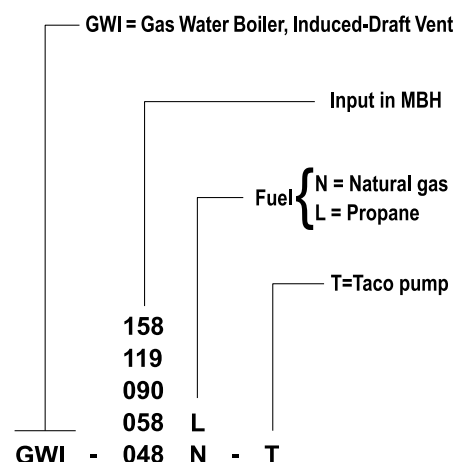 GWI = Gas Water Boiler, Induced-Draft Vent
Input in MBH
Fuel { N = Natural gas
L = Propane
T=Taco pump
158
119
090
058 L
GWI - 048 N - T